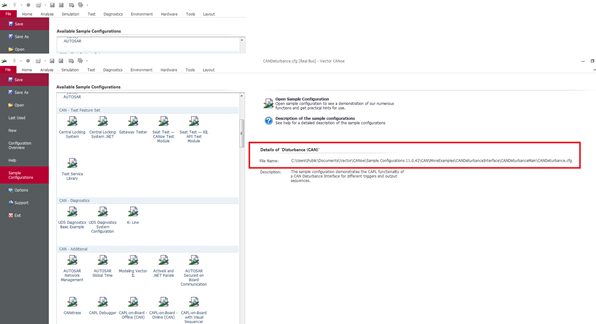 File Home Analysis Simulation Test Diagnostics Environment Hardware Tools Layout
Save
Save As
Open
Available Sample Configurations
AUTOSAR
CANDisturbance.cfg [Real Bus] - Vector CANoe
File Home Analysis Simulation Test Diagnostics Environment Hardware Tools Layout
Save
Save As
Open
Last Used
New
Configuration
Overview
Help
Sample
Configurations
Options
Support
Exit
Available Sample Configurations
AUTOSAR
CAN - Test Feature Set
Central Locking System
Central Locking System .NET
Gateway Tester
Seat Test — CANoe Test Module
Seat Test — XIL API Test Module
Test Service Library
CAN - Diagnostics
UDS Diagnostics Basic Example
UDS Diagnostics System Configuration
K- Line
CAN - Additional
AUTOSAR Network Management
AUTOSAR Global Time
Modeling Vector IL
ActiveX and .NET Panels
AUTOSAR Secured on Board Communication
CANstress
CAPL Debugger
CAPL-on-Board - Offline (CAN)
CAPL-on-Board - Online (CAN)
CAPL-on-Board with Visual Sequencer
Open Sample Configuration
Open sample configuration to see a demonstration of our numerous
functions and get practical hints for use.
Description of the sample configurations
See help for a detailed description of the sample configurations.
Details of 'Disturbance (CAN)'
File Name: C:\Users\Public\Documents\Vector\CANoe\Sample Configurations 11.0.42\CAN\MoreExamples\CANDisturbanceInterface\CANDisturbanceMain\CANDisturbance.cfg
Description: The sample configuration demonstrates the CAPL functionality of
a CAN Disturbance Interface for different triggers and output
sequences.